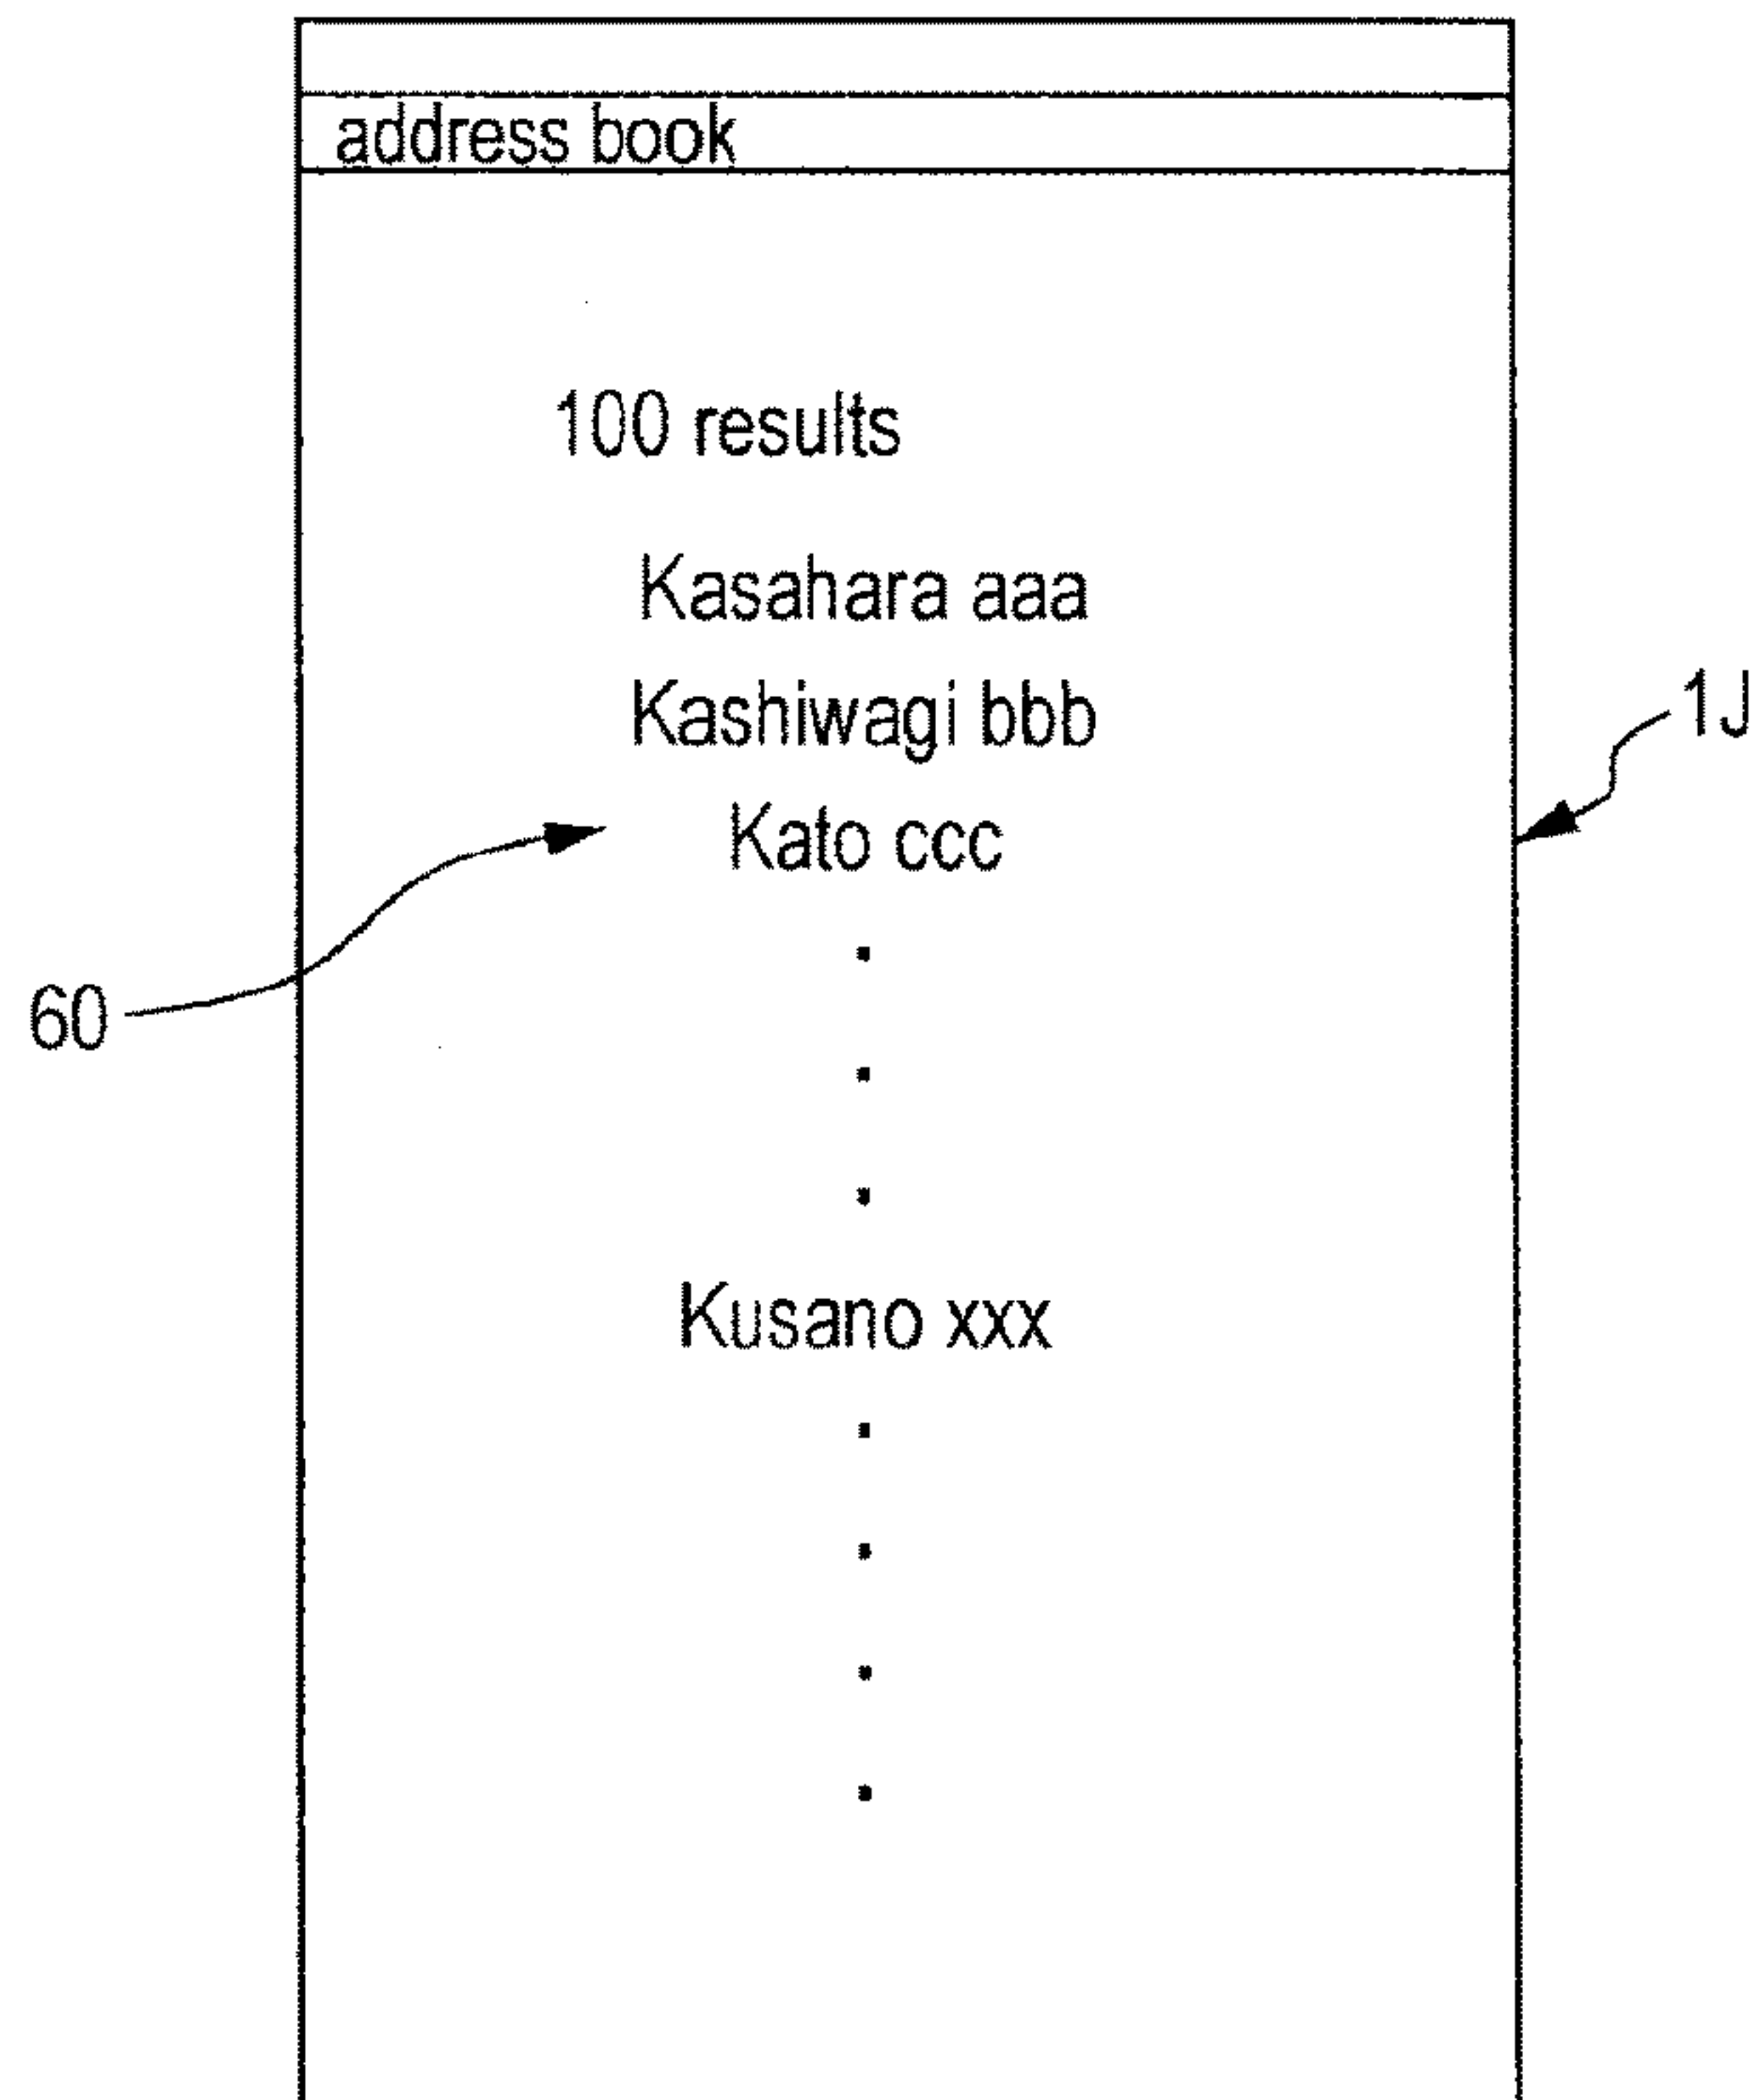 address book
100 results
Kasahara aaa
Kashiwagi bbb
1J
Kato ccc
60
Kusano xxx